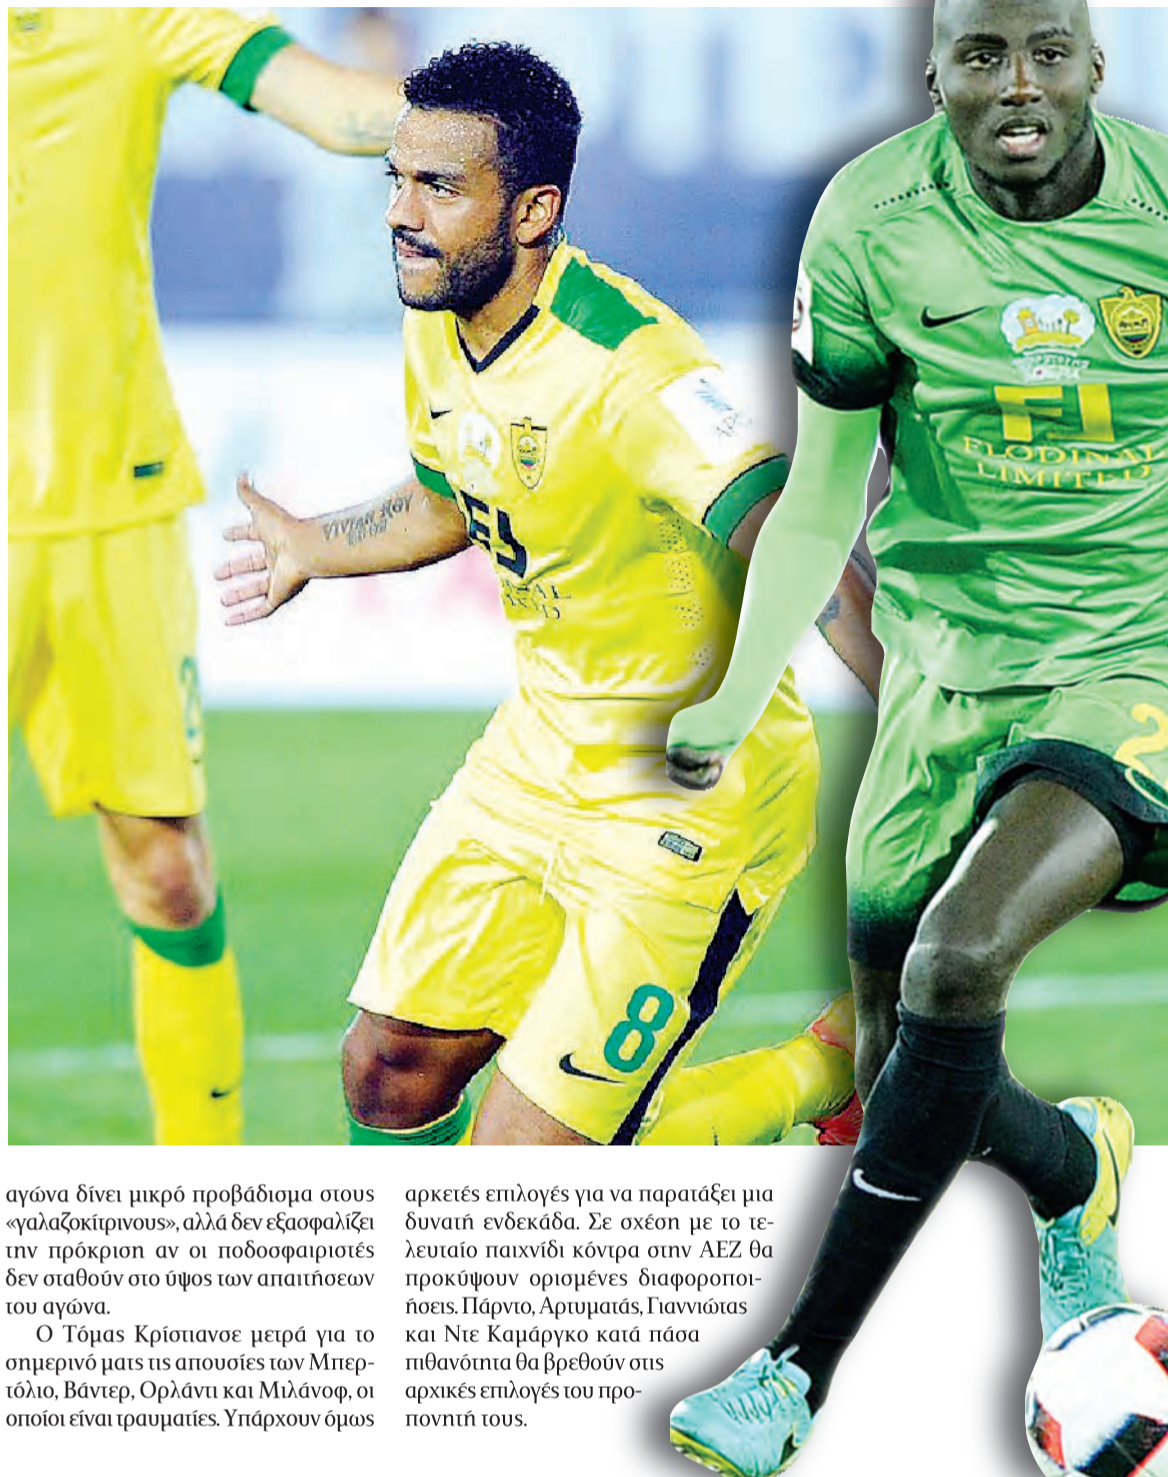 VIVIAN
8
FLODINAL
LIMITED
2
αγώνα δίνει μικρό προβάδισμα στους
«γαλαζοκίτρινους», αλλά δεν εξασφαλίζει
την πρόκριση αν οι ποδοσφαιριστές
δεν σταθούν στο ύψος των απαιτήσεων
του αγώνα.
Ο Τόμας Κρίστιανσε μετρά για το
σημερινό ματς τις απουσίες των Μπερ-
τόλιο, Βάντερ, Ορλάντι και Μιλάνοφ, οι
οποίοι είναι τραυματίες. Υπάρχουν όμως
αρκετές επιλογές για να παρατάξει μια
δυνατή ενδεκάδα. Σε σχέση με το τε-
λευταίο παιχνίδι κόντρα στην ΑΕΖ θα
προκύψουν ορισμένες διαφοροποι-
ήσεις. Πάρντο, Αρτυματάς, Γιαννιώτας
και Ντε Καμάργκο κατά πάσα
πιθανότητα θα βρεθούν στις
αρχικές επιλογές του προ-
πονητή τους.